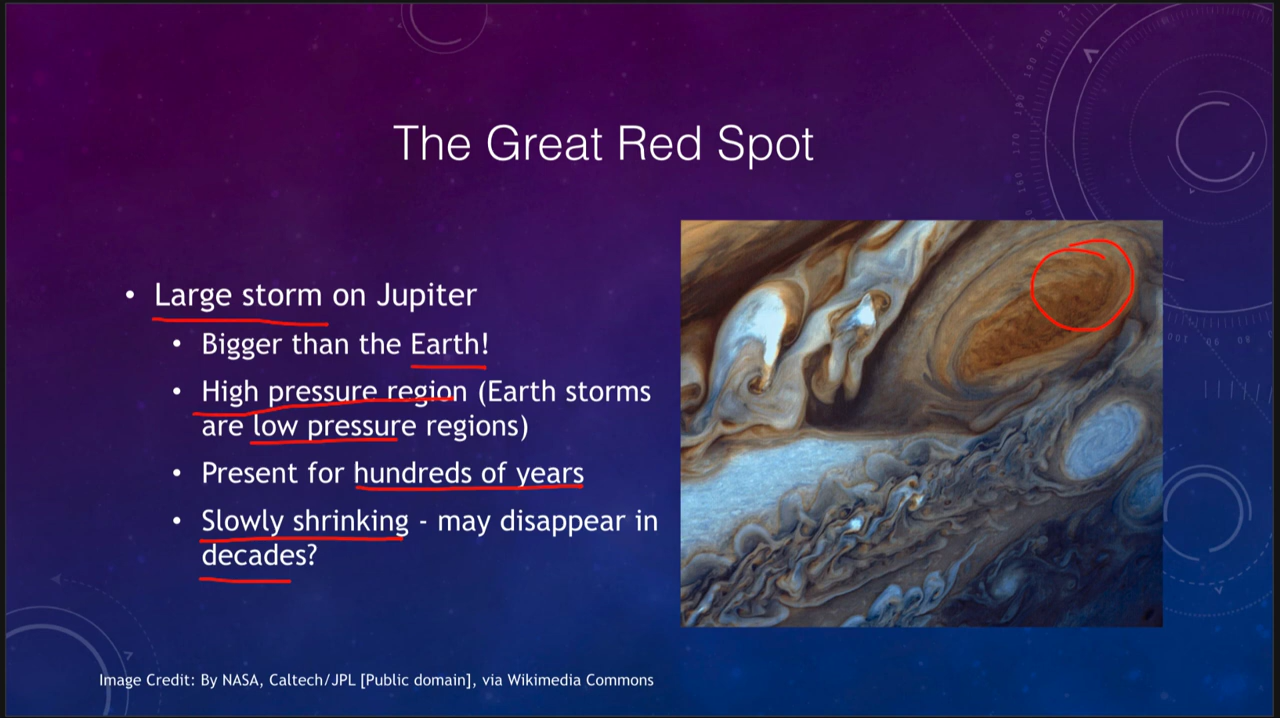 The Great Red Spot
• Large storm on Jupiter
• Bigger than the Earth!
• High pressure region (Earth storms
are low pressure regions)
• Present for hundreds of years
• Slowly shrinking - may disappear in
decades?
Image Credit: By NASA, Caltech/JPL [Public domain], via Wikimedia Commons